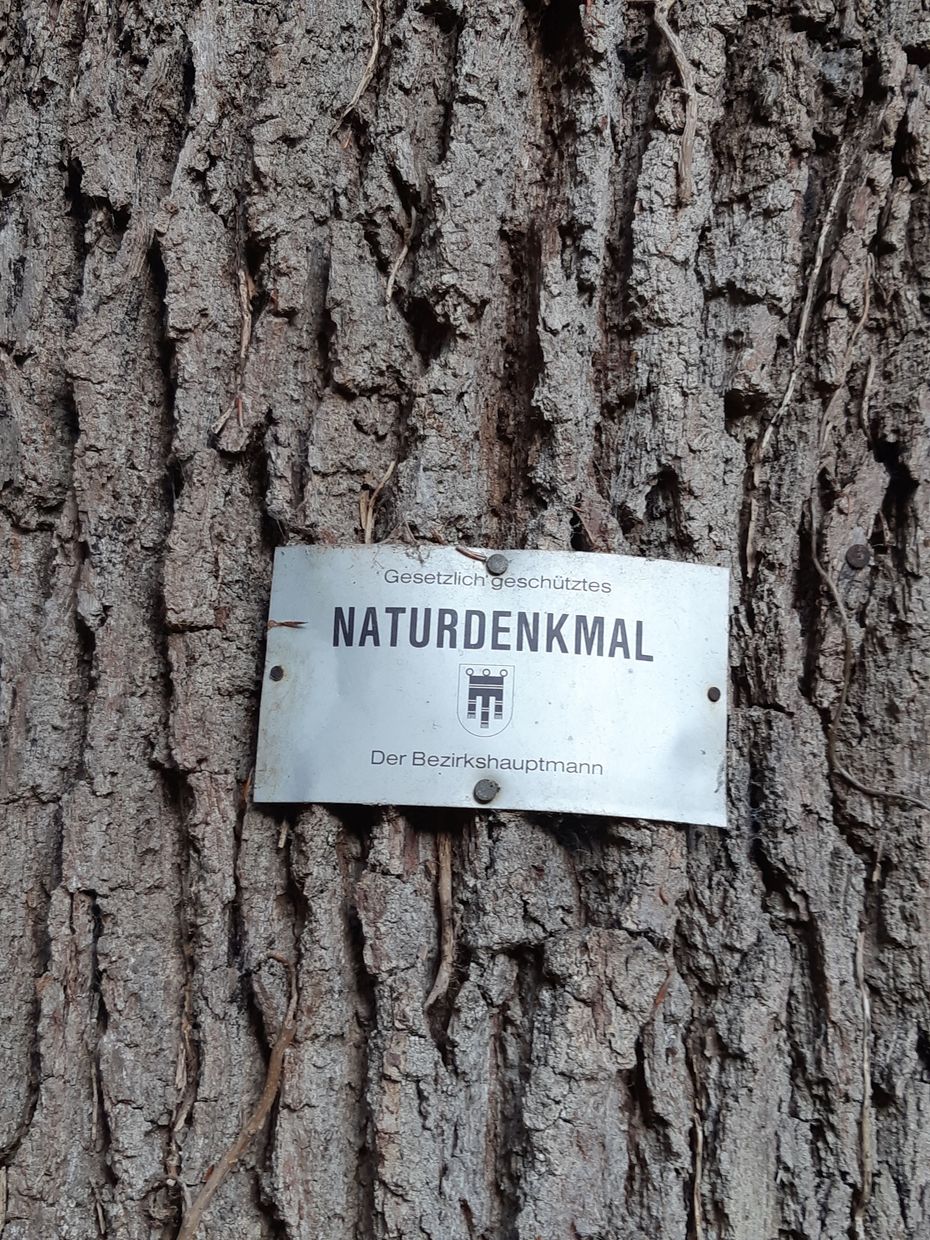 Gesetzlich geschütztes
NATURDENKMAL
Der Bezirkshauptmann